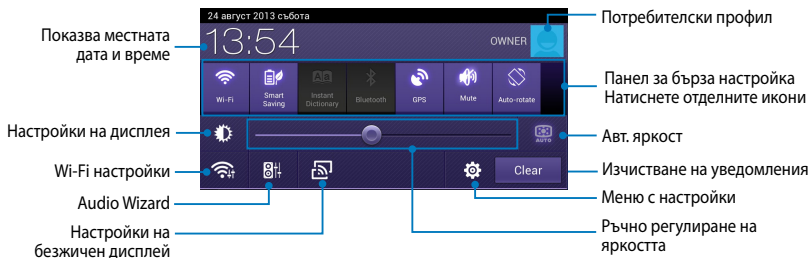 24 август 2013 събота
13:54
OWNER
Wi-Fi
Smart
Saving
Instant
Dictionary
Bluetooth
GPS
Mute
Auto-rotate
AUTO
Clear
Показва местната
дата и време
Настройки на дисплея
Wi-Fi настройки
Audio Wizard
Настройки на
безжичен дисплей
Потребителски профил
Панел за бърза настройка
Натиснете отделните икони
Авт. яркост
Изчистване на уведомления
Меню с настройки
Ръчно регулиране на
яркостта